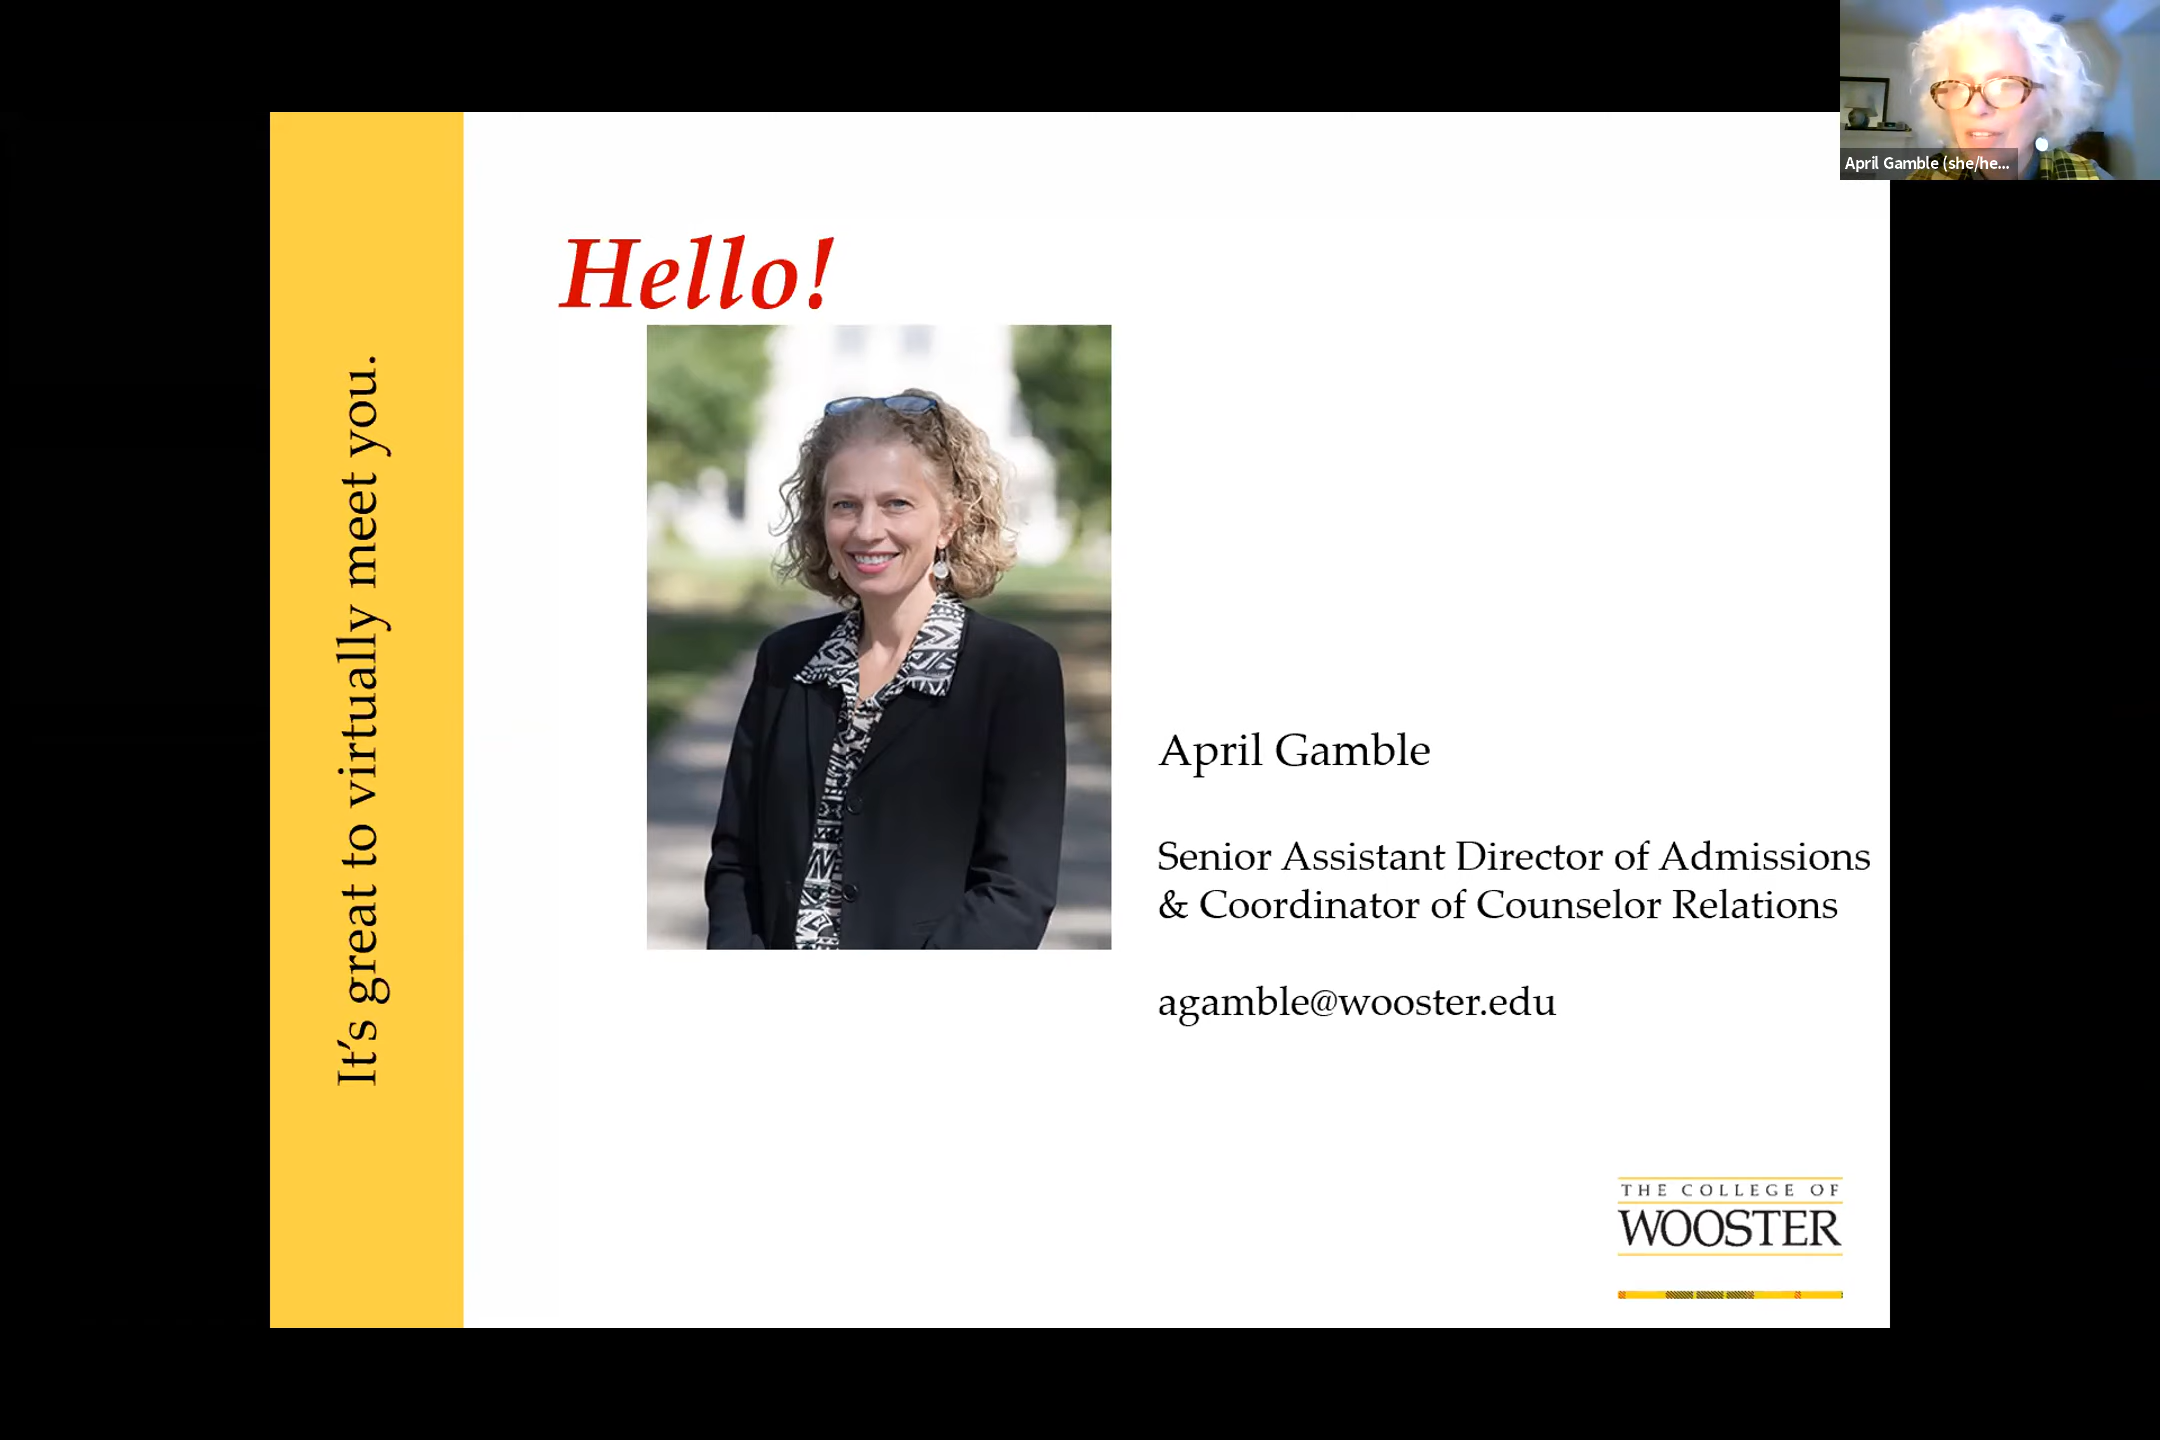 April Gamble (she/he...
Hello!
It's great to virtually meet you.
April Gamble
Senior Assistant Director of Admissions
& Coordinator of Counselor Relations
agamble@wooster.edu
THE COLLEGE OF
WOOSTER